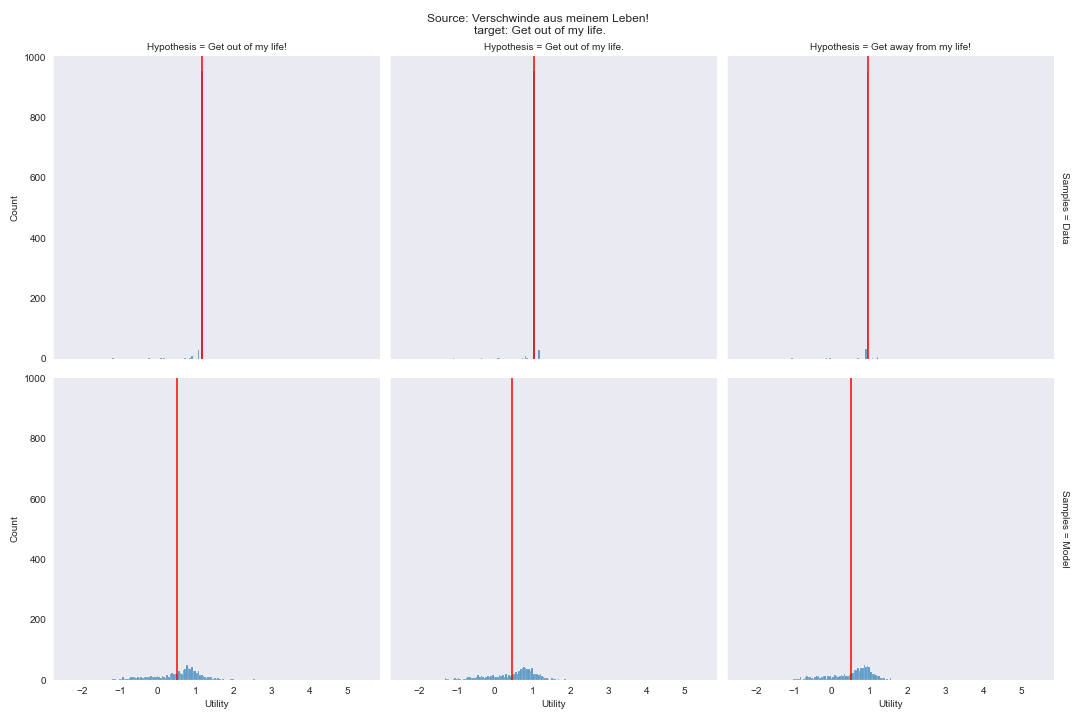 Source: Verschwinde aus meinem Leben!
target: Get out of my life.
Hypothesis = Get out of my life!
Hypothesis = Get out of my life.
Hypothesis = Get away from my life!
1000
800
600
400
200
0
Count
Samples = Data
1000
800
600
400
200
0
Count
Samples = Model
−2 −1 0 1 2 3 4 5
−2 −1 0 1 2 3 4 5
−2 −1 0 1 2 3 4 5
Utility
Utility
Utility